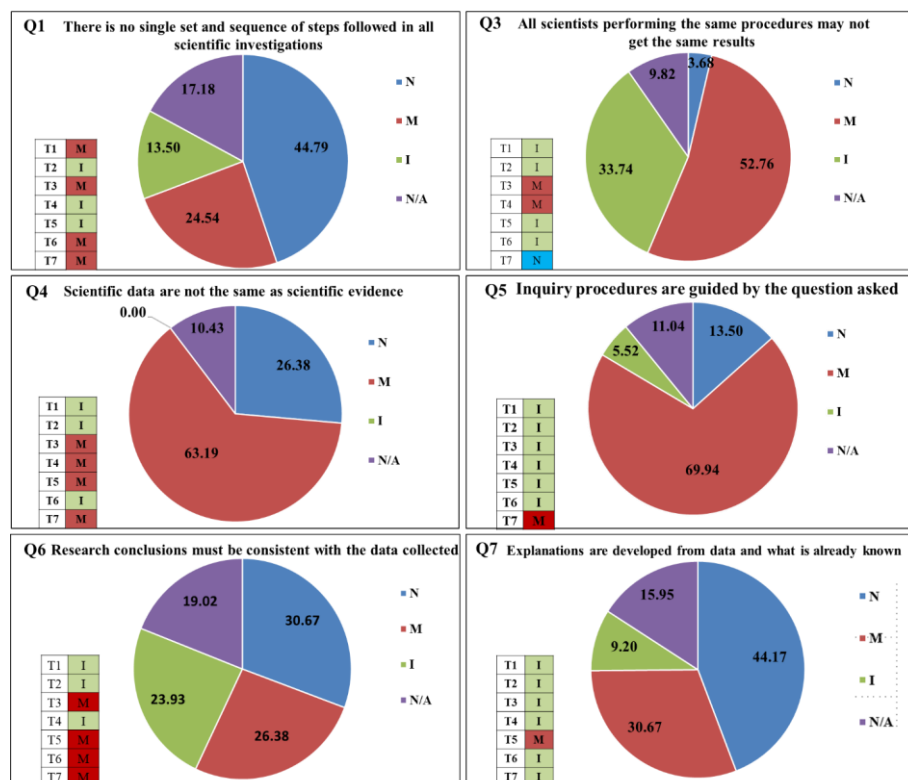 Q1 There is no single set and sequence of steps followed in all
scientific investigations
17.18
13.50
44.79
24.54
N
M
I
N/A
T1 M
T2 I
T3 M
T4 I
T5 I
T6 M
T7 M
Q3 All scientists performing the same procedures may not
get the same results
3.68
9.82
33.74
52.76
N
M
I
N/A
T1 I
T2 I
T3 M
T4 M
T5 I
T6 I
T7 N
Q4 Scientific data are not the same as scientific evidence
0.00
10.43
26.38
63.19
N
M
I
N/A
T1 I
T2 I
T3 M
T4 M
T5 M
T6 I
T7 M
Q5 Inquiry procedures are guided by the question asked
11.04
13.50
5.52
69.94
N
M
I
N/A
T1 I
T2 I
T3 I
T4 I
T5 I
T6 I
T7 M
Q6 Research conclusions must be consistent with the data collected
19.02
30.67
23.93
26.38
N
M
I
N/A
T1 I
T2 I
T3 M
T4 I
T5 M
T6 M
T7 M
Q7 Explanations are developed from data and what is already known
15.95
9.20
44.17
30.67
N
M
I
N/A
T1 I
T2 I
T3 I
T4 I
T5 M
T6 I
T7 I